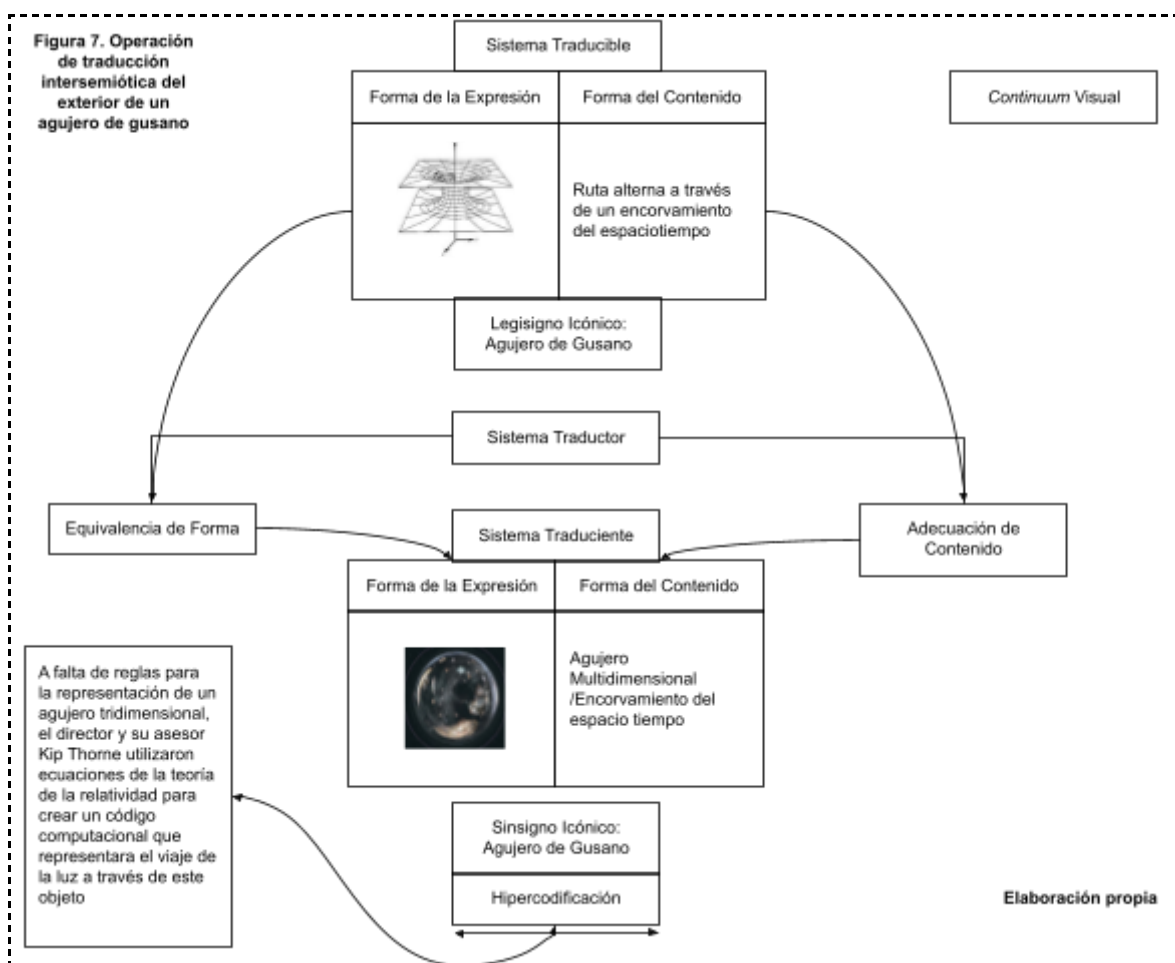 Figura 7. Operación
de traducción
intersemiótica del
exterior de un
agujero de gusano
Sistema Traducible
Forma de la Expresión
Forma del Contenido
Continuum Visual
Ruta alterna a través
de un encorvamiento
del espaciotiempo
Legisigno Icónico:
Agujero de Gusano
Sistema Traductor
Equivalencia de Forma
Sistema Traduciente
Adecuación de
Contenido
Forma de la Expresión
Forma del Contenido
Agujero
Multidimensional
/Encorvamiento del
espacio tiempo
A falta de reglas para
la representación de un
agujero tridimensional,
el director y su asesor
Kip Thorne utilizaron
ecuaciones de la teoría
de la relatividad para
crear un código
computacional que
representara el viaje de
la luz a través de este
objeto
Sinsigno Icónico:
Agujero de Gusano
Hipercodificación
Elaboración propia